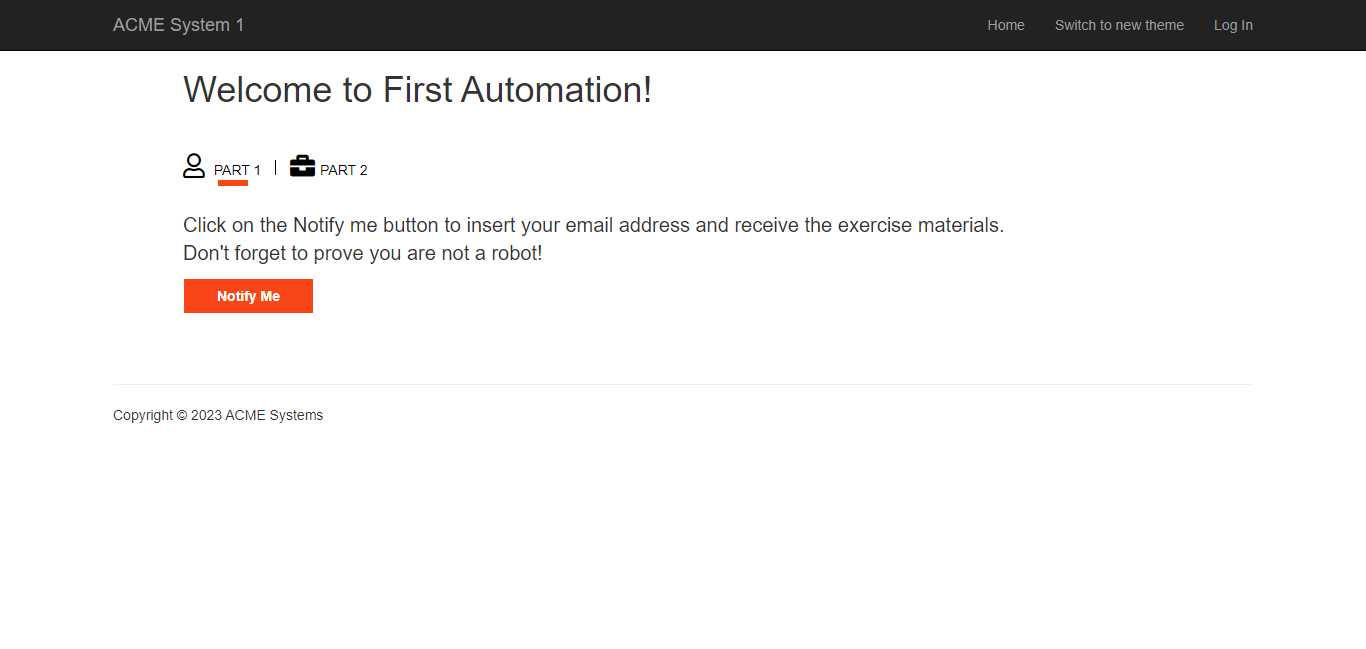 ACME System 1 Home Switch to new theme Log In
Welcome to First Automation!
PART 1 | PART 2
Click on the Notify me button to insert your email address and receive the exercise materials.
Don't forget to prove you are not a robot!
Notify Me
Copyright © 2023 ACME Systems